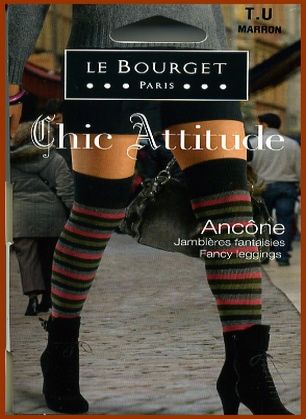 T.U
MARRON
LE BOURGET
PARIS
Chic Attitude
Ancône
Jambières fantaisies
Fancy leggings